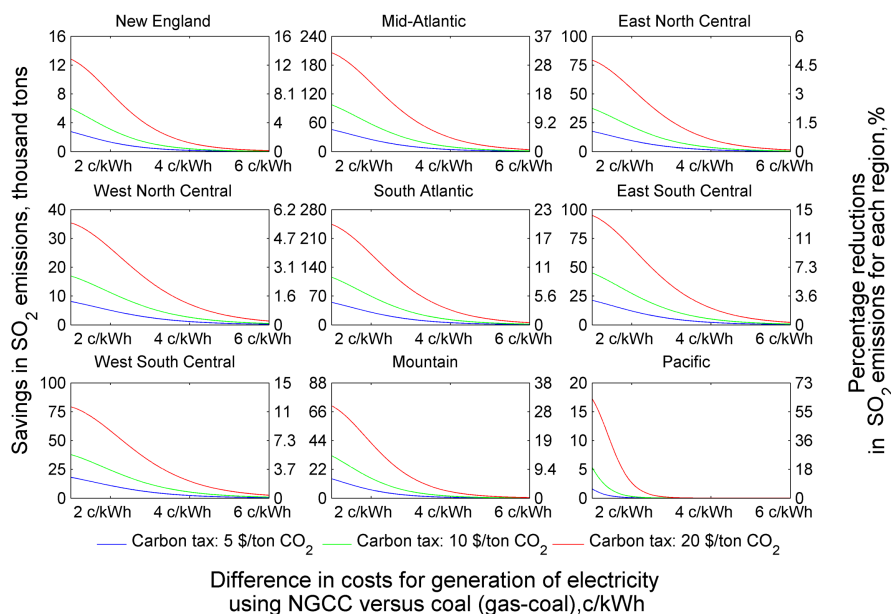 New England
Mid-Atlantic
East North Central
16 16
12 12
8 8.1
4 4
0 0
2 c/kWh 4 c/kWh 6 c/kWh
240 37
180 28
120 18
60 9.2
0 0
2 c/kWh 4 c/kWh 6 c/kWh
100 6
75 4.5
50 3
25 1.5
0 0
2 c/kWh 4 c/kWh 6 c/kWh
West North Central
South Atlantic
East South Central
40 6.2
30 4.7
20 3.1
10 1.6
0 0
2 c/kWh 4 c/kWh 6 c/kWh
280 23
210 17
140 11
70 5.6
0 0
2 c/kWh 4 c/kWh 6 c/kWh
100 15
75 11
50 7.3
25 3.6
0 0
2 c/kWh 4 c/kWh 6 c/kWh
West South Central
Mountain
Pacific
100 15
75 11
50 7.3
25 3.7
0 0
2 c/kWh 4 c/kWh 6 c/kWh
88 38
66 28
44 19
22 9.4
0 0
2 c/kWh 4 c/kWh 6 c/kWh
20 73
15 55
10 36
5 18
0 0
2 c/kWh 4 c/kWh 6 c/kWh
Savings in SO2 emissions, thousand tons
Percentage reductions
in SO2 emissions for each region,%
Carbon tax: 5 $/ton CO2 Carbon tax: 10 $/ton CO2 Carbon tax: 20 $/ton CO2
Difference in costs for generation of electricity
using NGCC versus coal (gas-coal),c/kWh